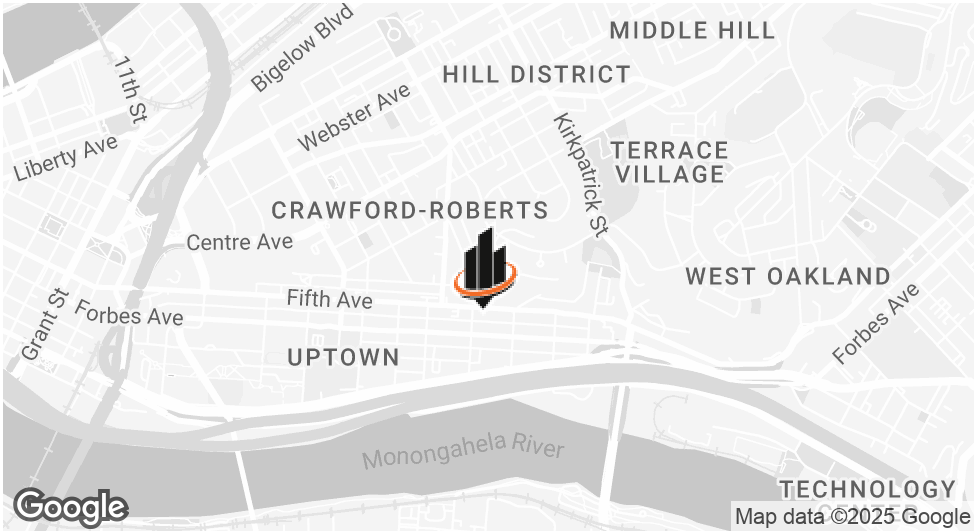 MIDDLE HILL
Bigelow Blvd
HILL DISTRICT
11th St
Webster Ave
Kirkpatrick St
Liberty Ave
TERRACE
VILLAGE
CRAWFORD-ROBERTS
Centre Ave
WEST OAKLAND
Fifth Ave
Grant St
Forbes Ave
Forbes Ave
UPTOWN
Monongahela River
TECHNOLOGY
Google
Map data ©2025 Google